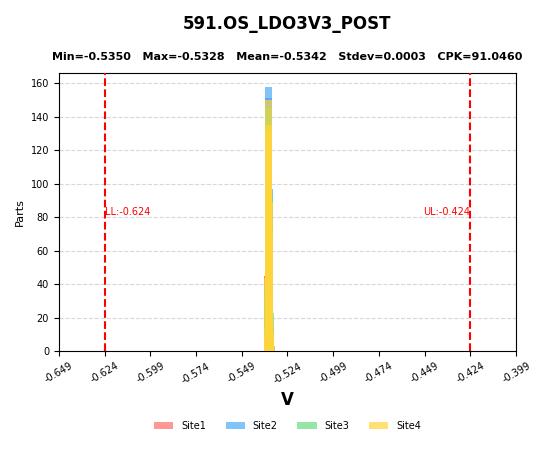 591.OS_LDO3V3_POST
Min=-0.5350 Max=-0.5328 Mean=-0.5342 Stdev=0.0003 CPK=91.0460
160
140
120
100
80
60
40
20
0
Parts
LL:-0.624
UL:-0.424
-0.649 -0.624 -0.599 -0.574 -0.549 -0.524 -0.499 -0.474 -0.449 -0.424 -0.399
V
Site1 Site2 Site3 Site4